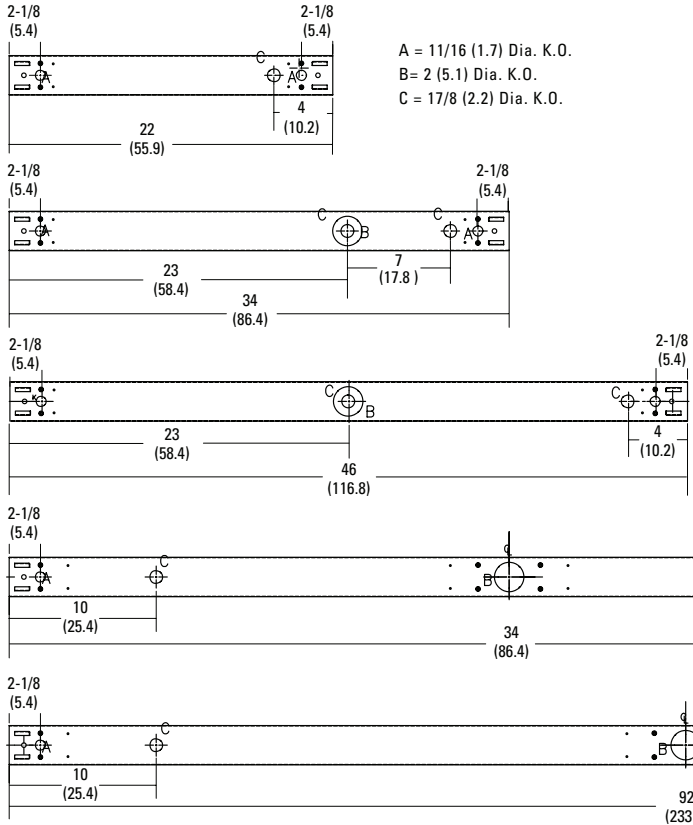 2-1/8 2-1/8
(5.4) (5.4)
A = 11/16 (1.7) Dia. K.O.
B= 2 (5.1) Dia. K.O.
C = 17/8 (2.2) Dia. K.O.
C
A A
4
(10.2)
22
(55.9)
2-1/8 2-1/8
(5.4) (5.4)
C C
A B A
7
(17.8 )
23
(58.4)
34
(86.4)
2-1/8 2-1/8
(5.4) (5.4)
K C C
B
23 4
(58.4) (10.2)
46
(116.8)
2-1/8
(5.4)
℄
C
A B
10
(25.4)
34
(86.4)
2-1/8
(5.4)
℄
C
A B
10
(25.4)
92
(233